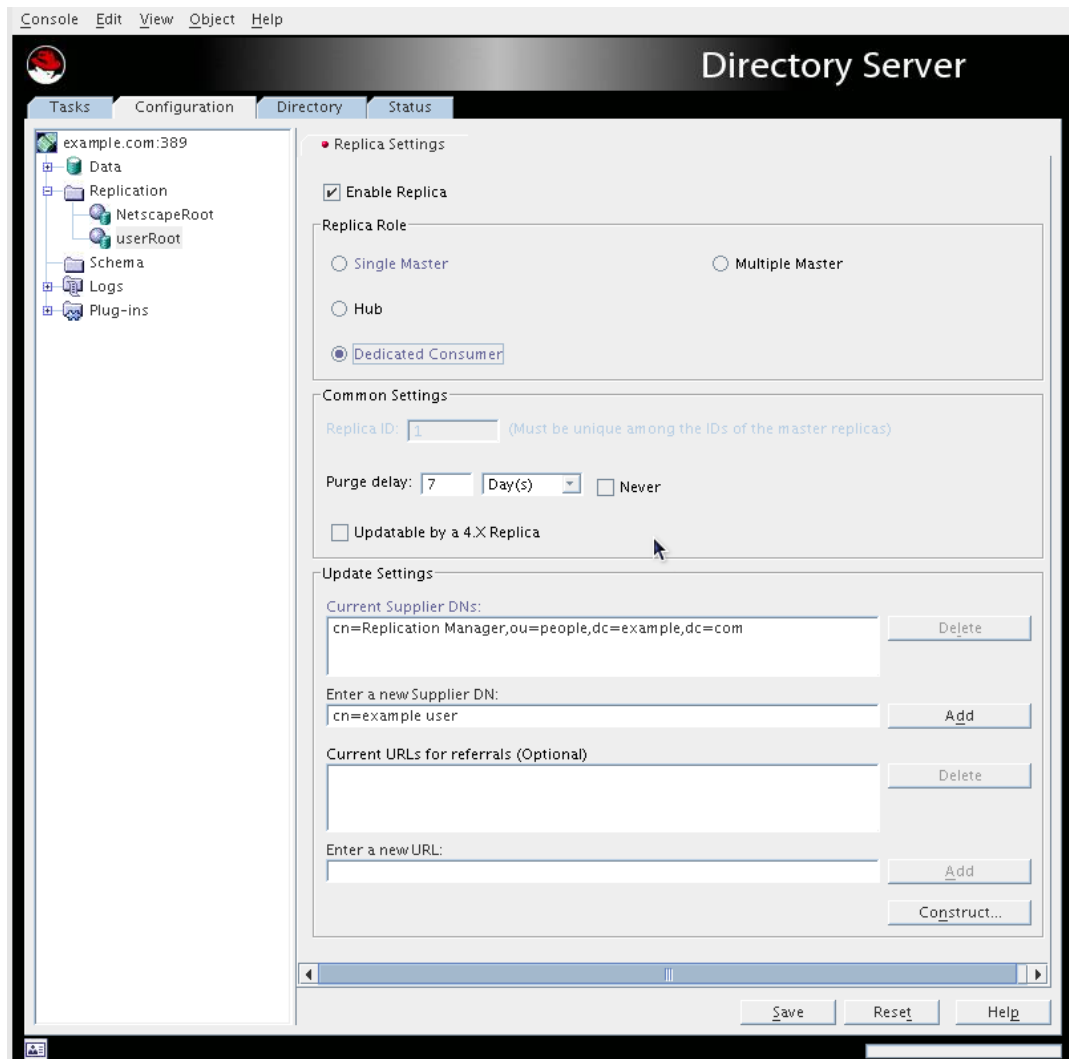 Console Edit View Object Help
Directory Server
Tasks Configuration Directory Status
example.com:389
Data
Replication
NetscapeRoot
userRoot
Schema
Logs
Plug-ins
Replica Settings
Enable Replica
Replica Role
Single Master
Multiple Master
Hub
Dedicated Consumer
Common Settings
Replica ID: 1 (Must be unique among the IDs of the master replicas)
Purge delay: 7 Day(s) Never
Updatable by a 4.X Replica
Update Settings
Current Supplier DNs:
cn=Replication Manager,ou=people,dc=example,dc=com
Delete
Enter a new Supplier DN:
cn=example user
Add
Current URLs for referrals (Optional)
Delete
Enter a new URL:
Add
Construct...
Save Reset Help